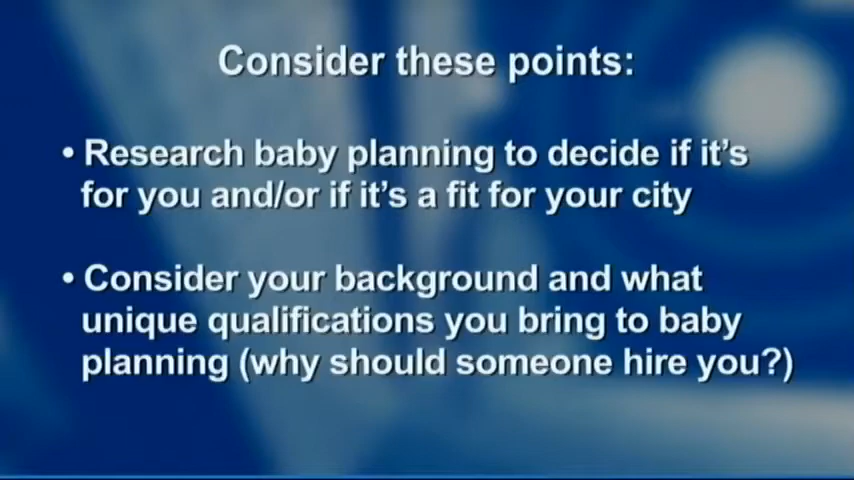 Consider these points:
• Research baby planning to decide if it’s
for you and/or if it’s a fit for your city
• Consider your background and what
unique qualifications you bring to baby
planning (why should someone hire you?)